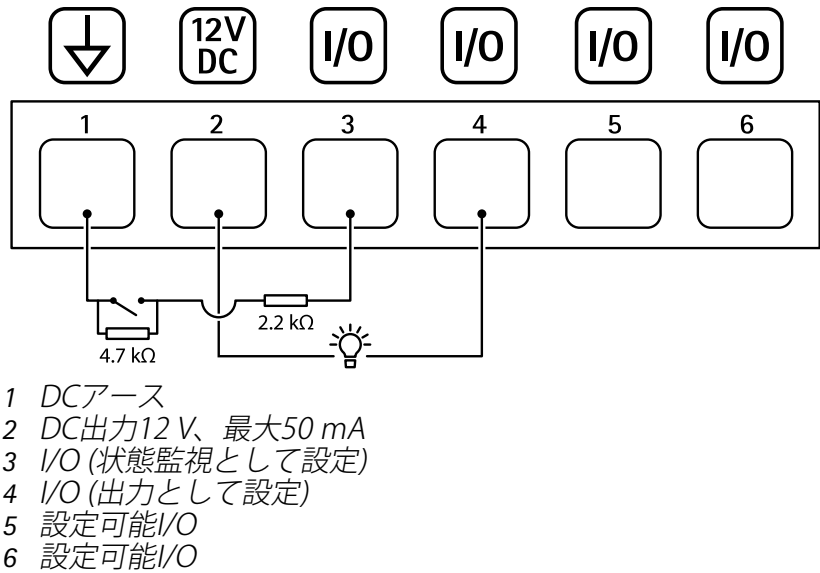 12V DC I/O I/O I/O I/O
1 2 3 4 5 6
2.2 kΩ
4.7 kΩ
1 DCアース
2 DC出力12 V、最大50 mA
3 I/O (状態監視として設定)
4 I/O (出力として設定)
5 設定可能I/O
6 設定可能I/O